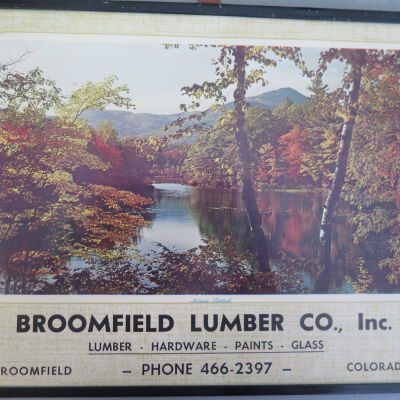 BROOMFIELD LUMBER CO., Inc.
LUMBER - HARDWARE - PAINTS - GLASS
ROOMFIELD - PHONE 466-2397 - COLORAD